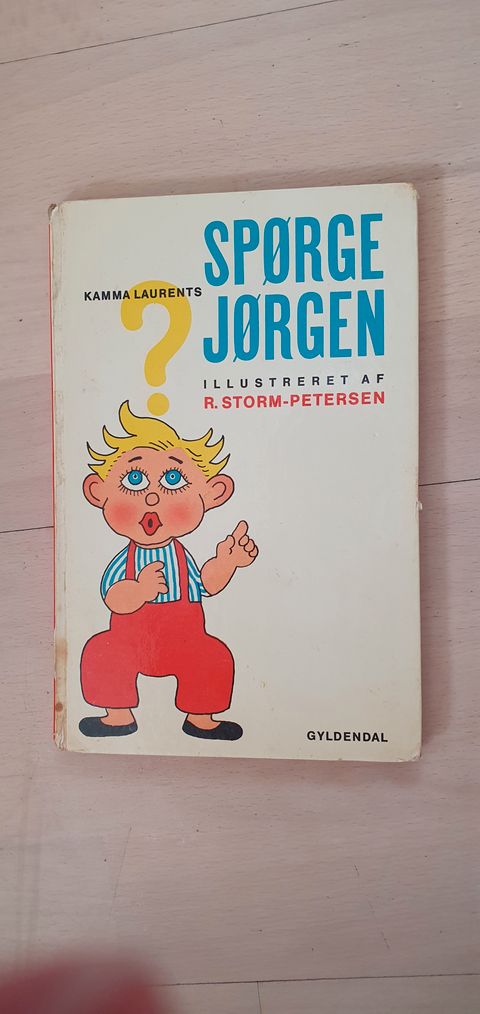 SPØRGE
JØRGEN
KAMMA LAURENTS
?
ILLUSTRERET AF
R. STORM-PETERSEN
GYLDENDAL